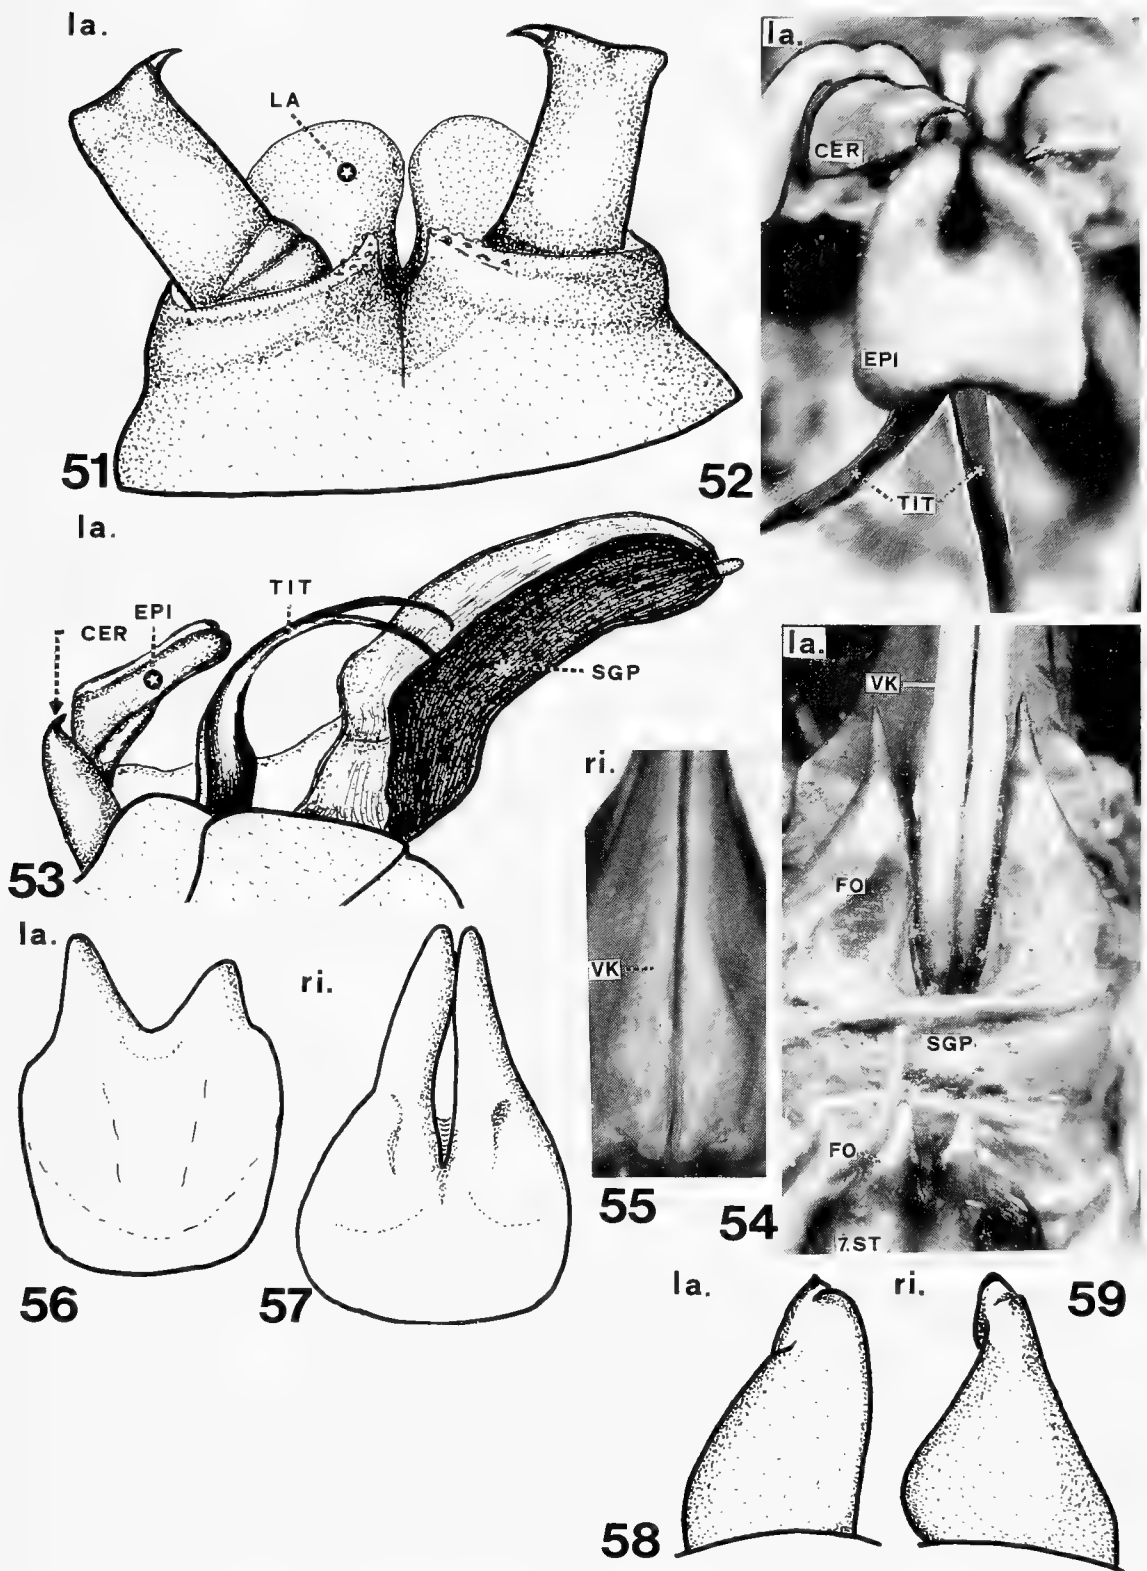 la.
LA
51
la.
CER
EPI
TIT
52
la.
CER
EPI
TIT
SGP
53
la.
VK
FO
SGP
FO
7.ST
54
ri.
VK
55
la.
56
ri.
57
la.
58
ri.
59